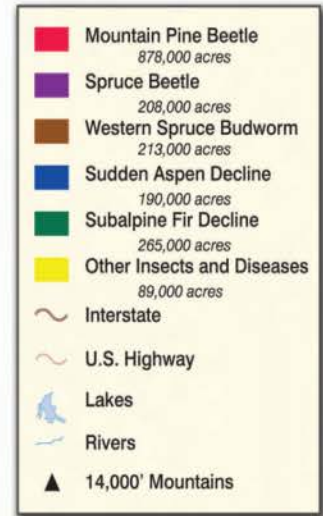 Mountain Pine Beetle
878,000 acres
Spruce Beetle
208,000 acres
Western Spruce Budworm
213,000 acres
Sudden Aspen Decline
190,000 acres
Subalpine Fir Decline
265,000 acres
Other Insects and Diseases
89,000 acres
Interstate
U.S. Highway
Lakes
Rivers
14,000' Mountains